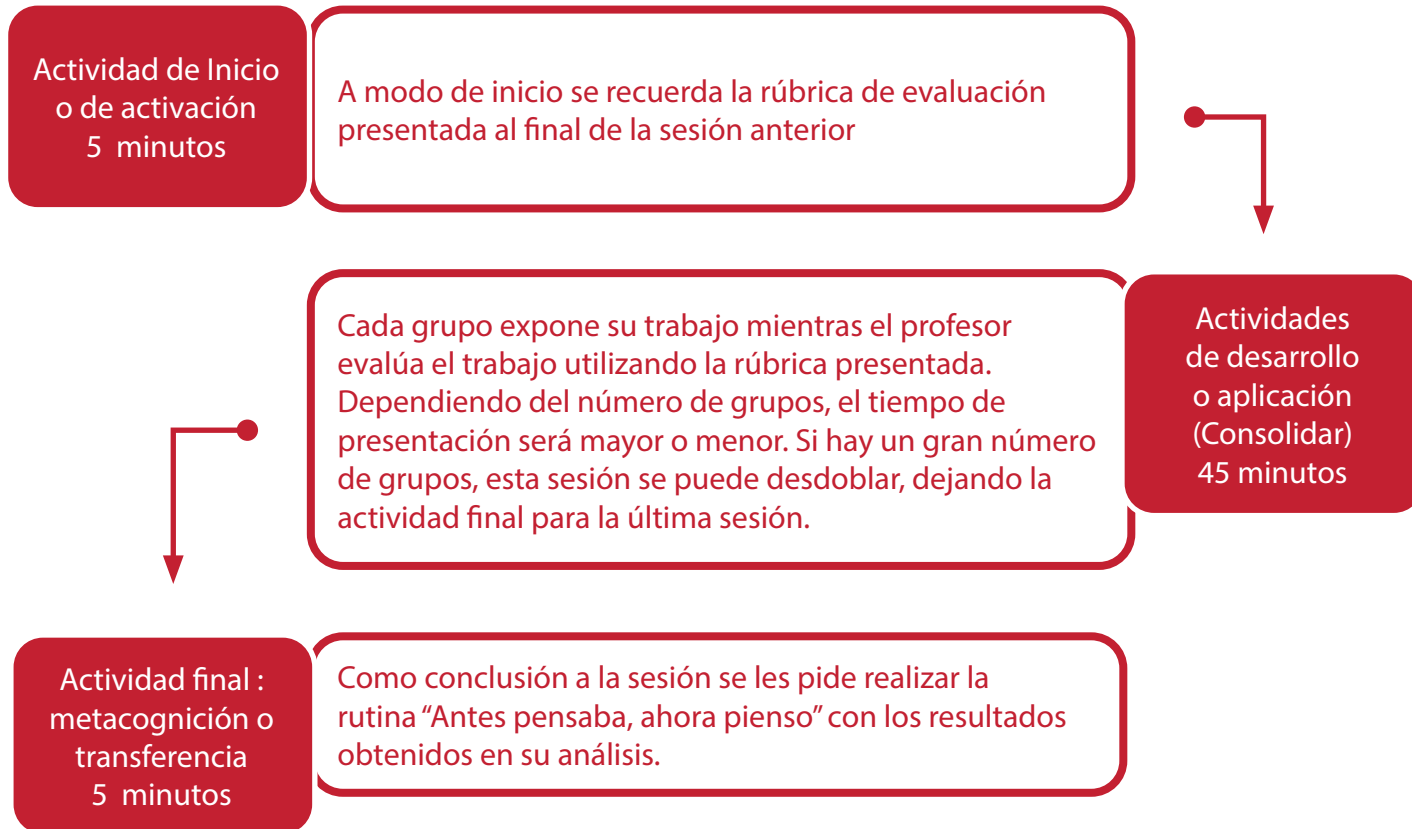 Actividad de Inicio
o de activación
5 minutos
A modo de inicio se recuerda la rúbrica de evaluación
presentada al final de la sesión anterior
Actividades
de desarrollo
o aplicación
(Consolidar)
45 minutos
Cada grupo expone su trabajo mientras el profesor
evalúa el trabajo utilizando la rúbrica presentada.
Dependiendo del número de grupos, el tiempo de
presentación será mayor o menor. Si hay un gran número
de grupos, esta sesión se puede desdoblar, dejando la
actividad final para la última sesión.
Actividad final :
metacognición o
transferencia
5 minutos
Como conclusión a la sesión se les pide realizar la
rutina “Antes pensaba, ahora pienso” con los resultados
obtenidos en su análisis.